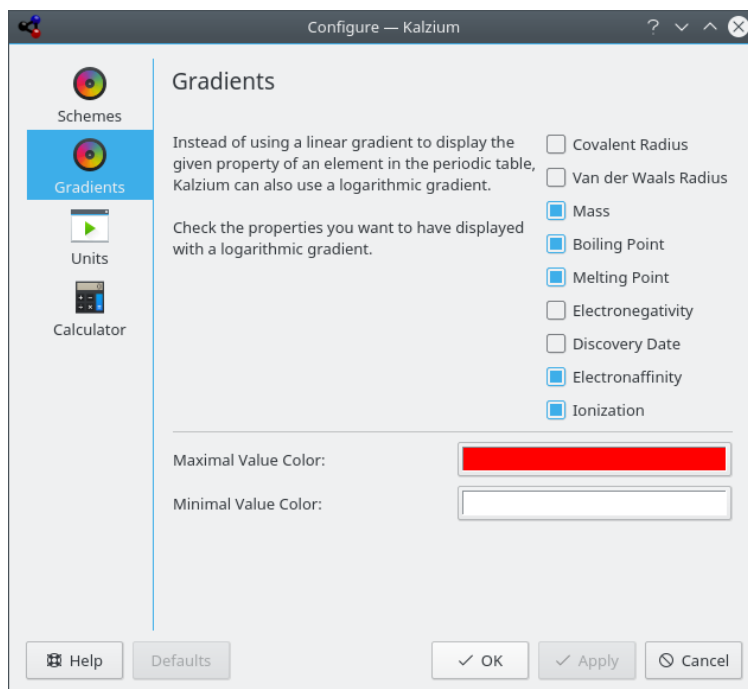 Configure — Kalzium
Schemes
Gradients
Units
Calculator
Gradients
Instead of using a linear gradient to display the
given property of an element in the periodic table,
Kalzium can also use a logarithmic gradient.
Check the properties you want to have displayed
with a logarithmic gradient.
Covalent Radius
Van der Waals Radius
Mass
Boiling Point
Melting Point
Electronegativity
Discovery Date
Electronaffinity
Ionization
Maximal Value Color:
Minimal Value Color:
Help
Defaults
OK
Apply
Cancel